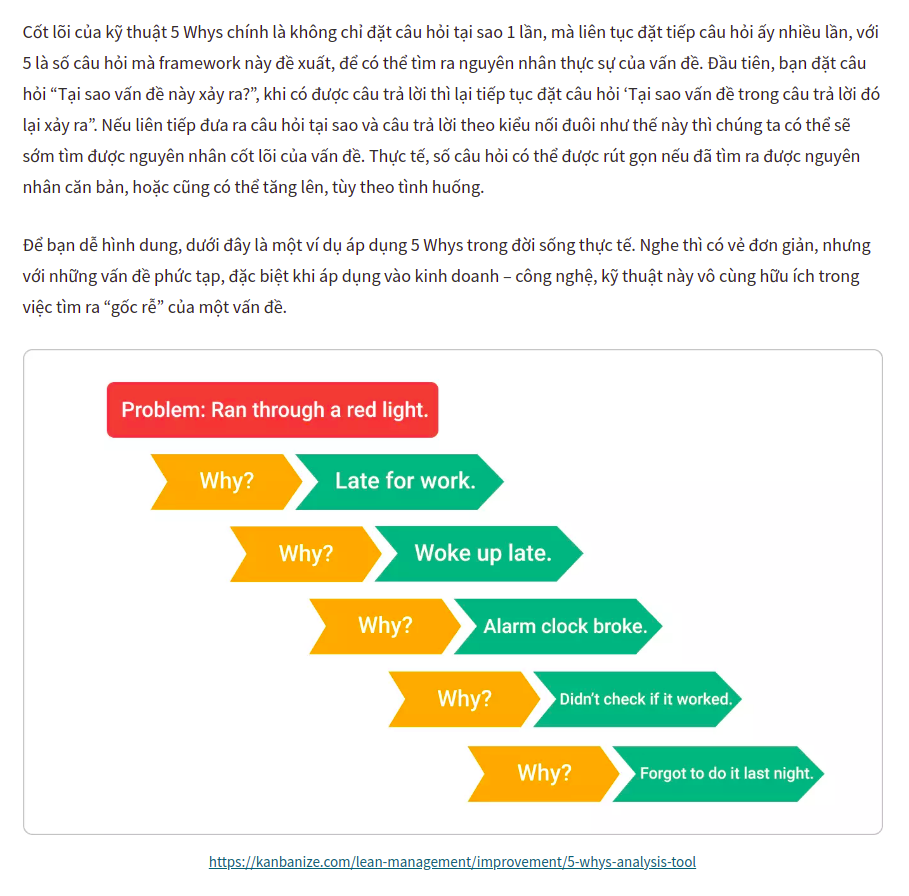 Cốt lõi của kỹ thuật 5 Whys chính là không chỉ đặt câu hỏi tại sao 1 lần, mà liên tục đặt tiếp câu hỏi ấy nhiều lần, với
5 là số câu hỏi mà framework này đề xuất, để có thể tìm ra nguyên nhân thực sự của vấn đề. Đầu tiên, bạn đặt câu
hỏi “Tại sao vấn đề này xảy ra?”, khi có được câu trả lời thì lại tiếp tục đặt câu hỏi ‘Tại sao vấn đề trong câu trả lời đó
lại xảy ra”. Nếu liên tiếp đưa ra câu hỏi tại sao và câu trả lời theo kiểu nối đuôi như thế này thì chúng ta có thể sẽ
sớm tìm được nguyên nhân cốt lõi của vấn đề. Thực tế, số câu hỏi có thể được rút gọn nếu đã tìm ra được nguyên
nhân căn bản, hoặc cũng có thể tăng lên, tùy theo tình huống.
Để bạn dễ hình dung, dưới đây là một ví dụ áp dụng 5 Whys trong đời sống thực tế. Nghe thì có vẻ đơn giản, nhưng
với những vấn đề phức tạp, đặc biệt khi áp dụng vào kinh doanh – công nghệ, kỹ thuật này vô cùng hữu ích trong
việc tìm ra “gốc rễ” của một vấn đề.
Problem: Ran through a red light.
Why? Late for work.
Why? Woke up late.
Why? Alarm clock broke.
Why? Didn't check if it worked.
Why? Forgot to do it last night.
https://kanbanize.com/lean-management/improvement/5-whys-analysis-tool